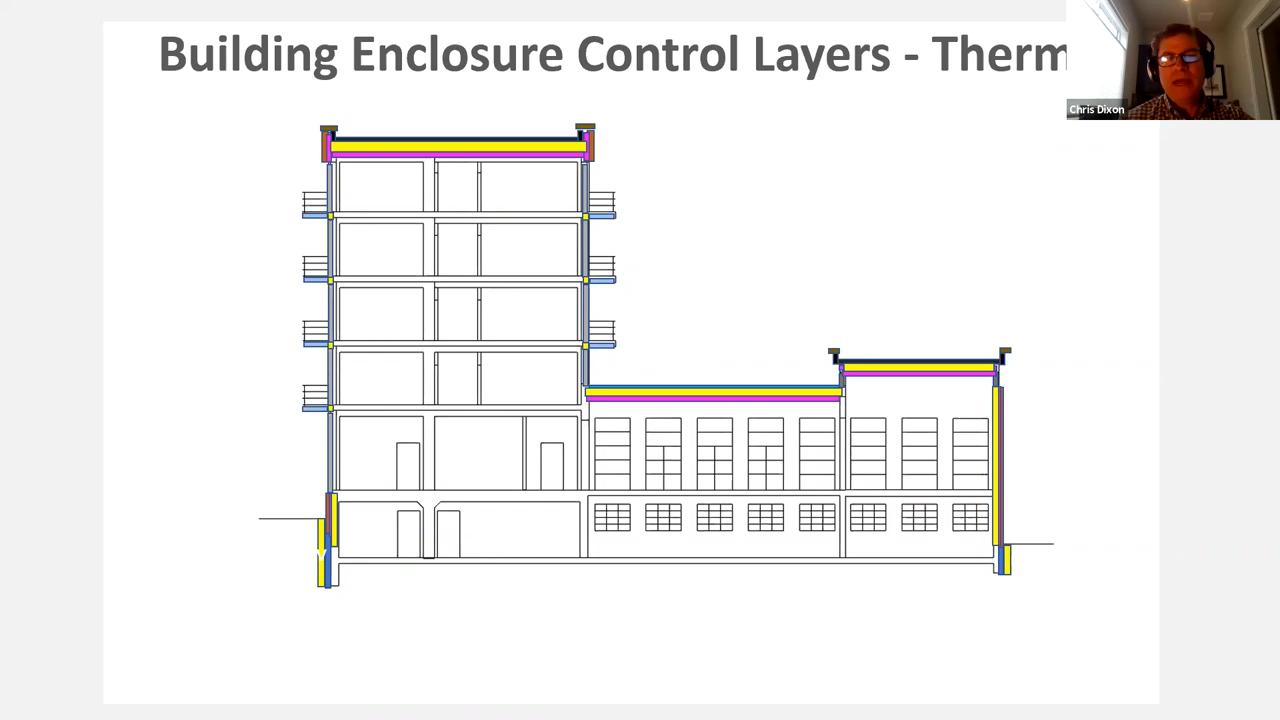 Building Enclosure Control Layers - Therm
Chris Dixon